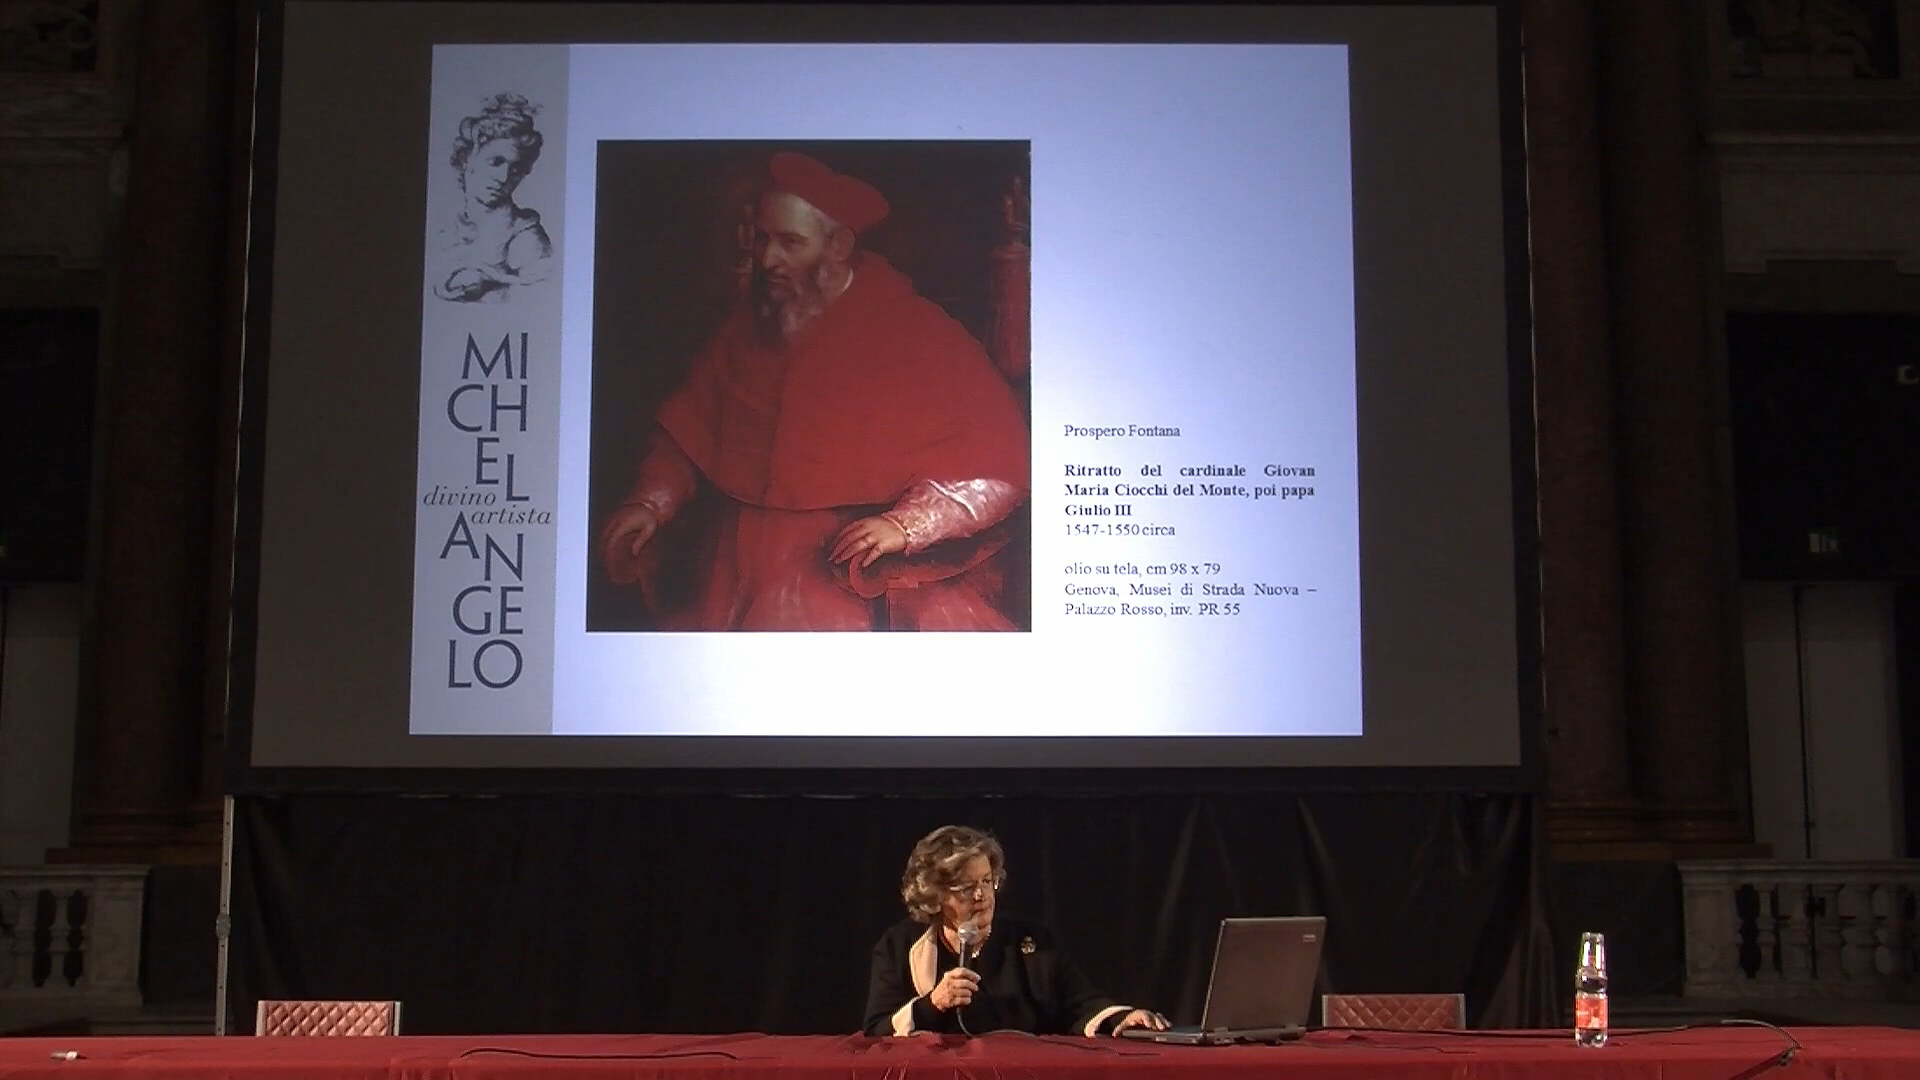 MI
CH
EL
divino
artista
AN
GE
LO
Prospero Fontana
Ritratto del cardinale Giovan
Maria Ciocchi del Monte, poi papa
Giulio III
1547-1550 circa
olio su tela, cm 98 x 79
Genova, Musei di Strada Nuova –
Palazzo Rosso, inv. PR 55